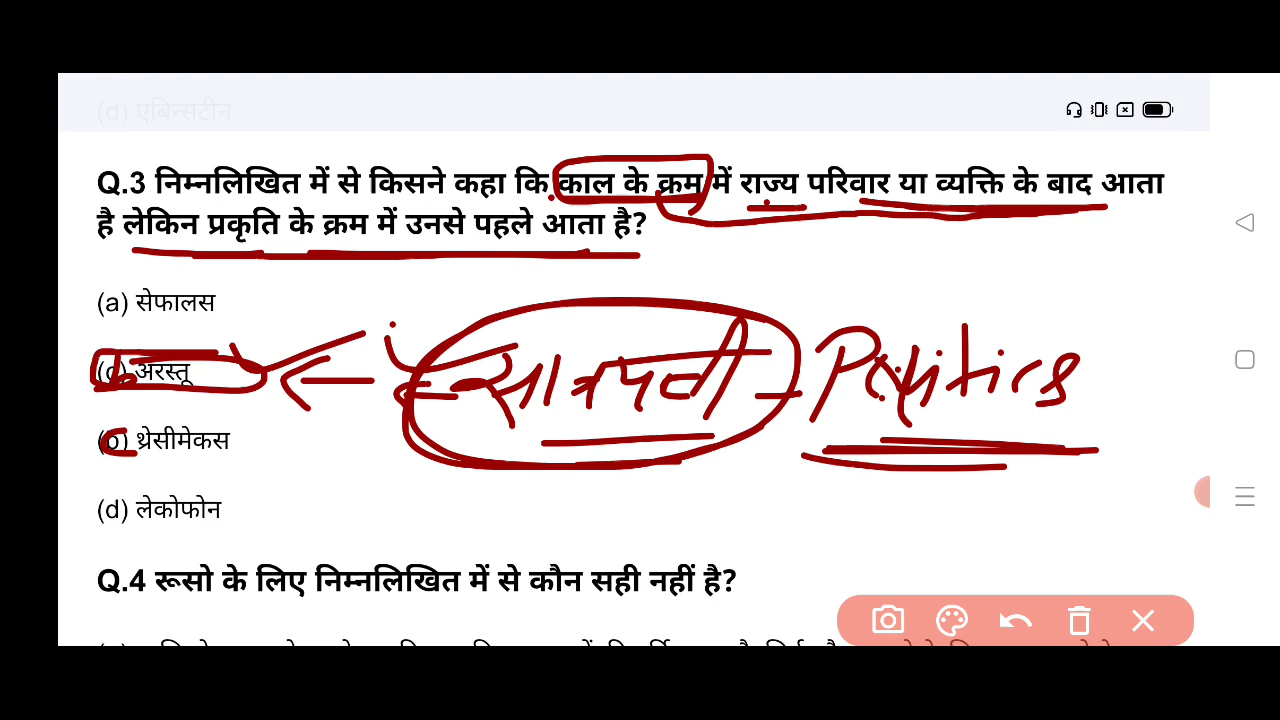 (d) एबिन्सटीन
Q.3 निम्नलिखित में से किसने कहा कि काल के क्रम में राज्य परिवार या व्यक्ति के बाद आता
है लेकिन प्रकृति के क्रम में उनसे पहले आता है?
(a) सेफालस
(c) अरस्तू
b
Politics
(b) थ्रेसीमेकस
c
(d) लेकोफोन
Q.4 रूसो के लिए निम्नलिखित में से कौन सही नहीं है?